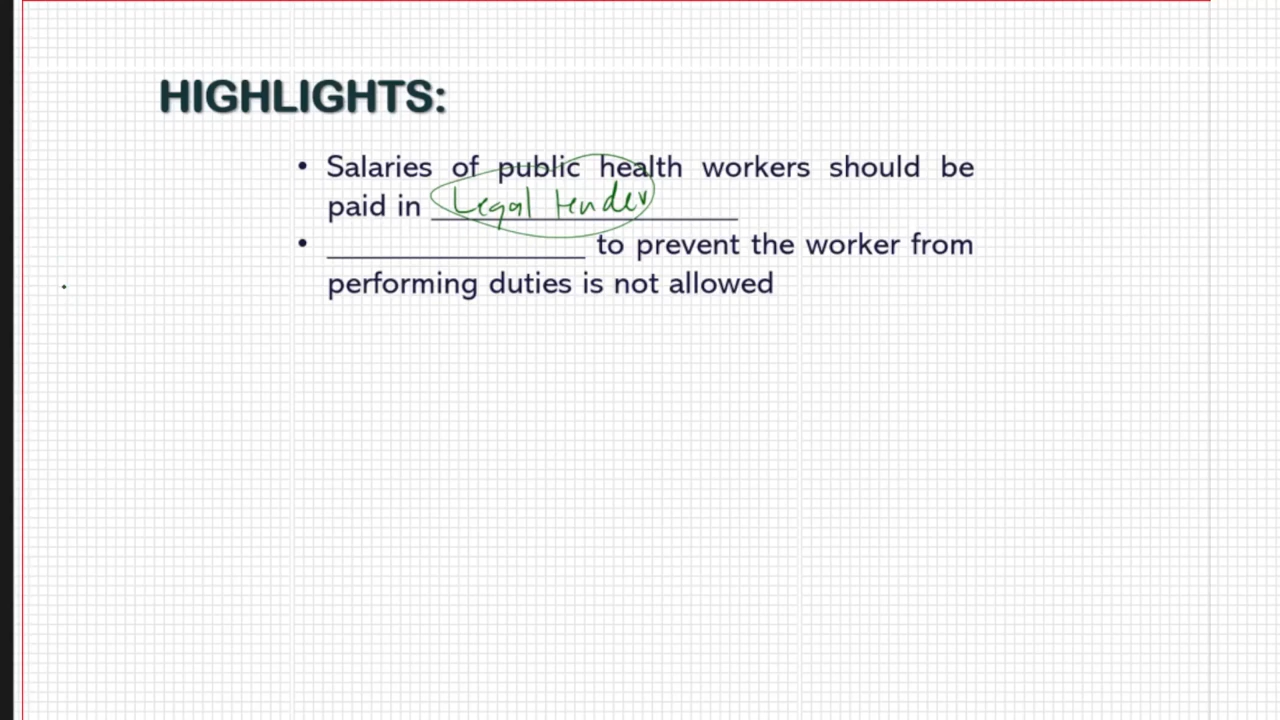 HIGHLIGHTS:
• Salaries of public health workers should be
paid in Legal tender
• ____________________ to prevent the worker from
performing duties is not allowed